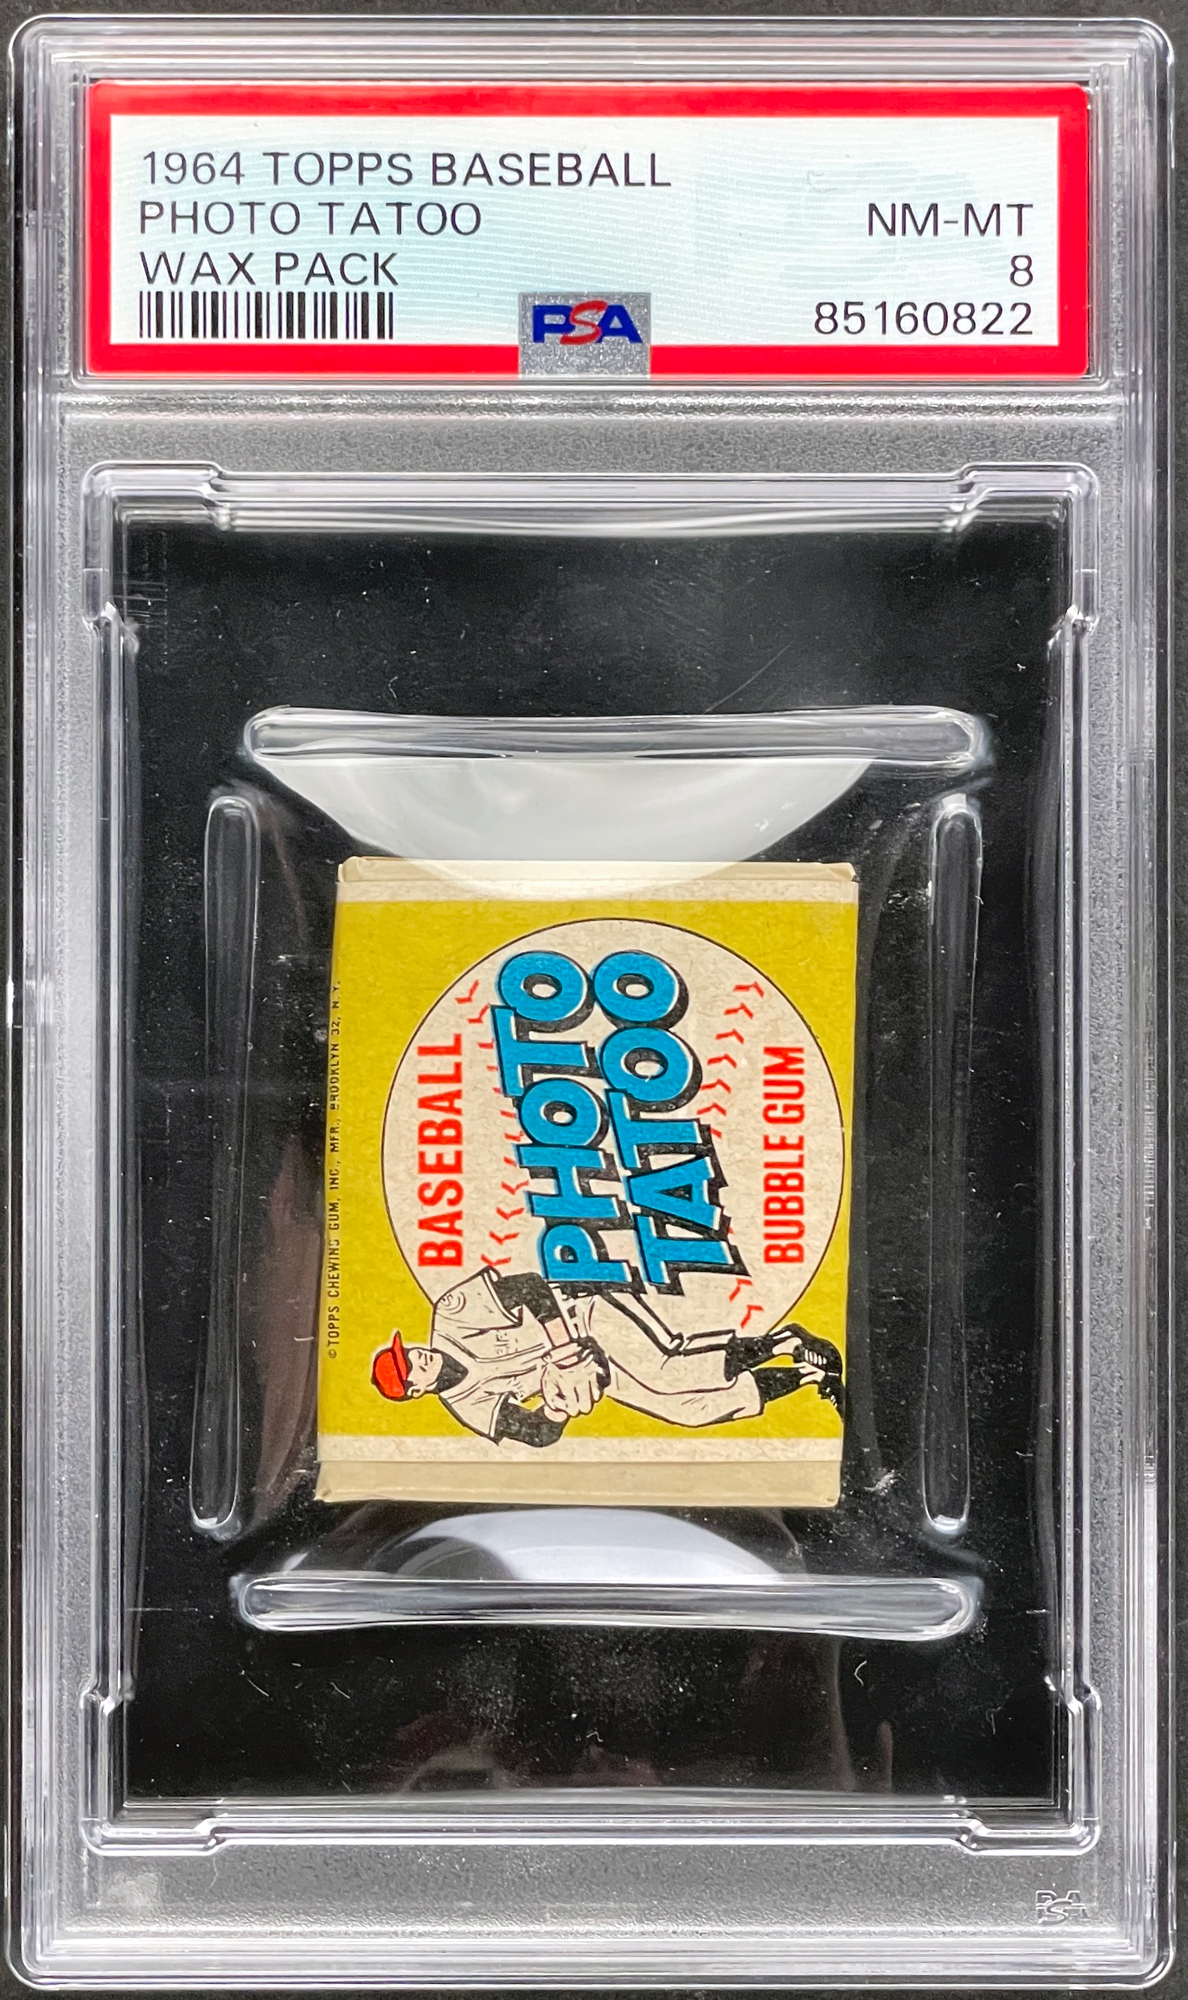 1964 TOPPS BASEBALL
PHOTO TATOO
NM-MT
WAX PACK
8
PSA
85160822
©TOPPS CHEWING GUM, INC., MFR., BROOKLYN 32, N.Y.
BASEBALL
PHOTO
TATOO
BUBBLE GUM
PSA